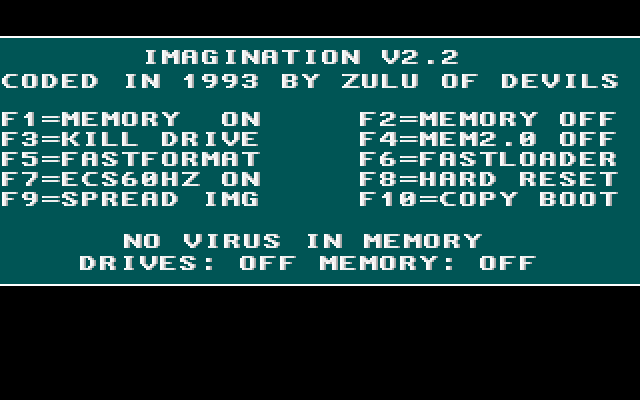 IMAGINATION V2.2
CODED IN 1993 BY ZULU OF DEVILS
F1=MEMORY  ON          F2=MEMORY OFF
F3=KILL DRIVE          F4=MEM2.0 OFF
F5=FASTFORMAT          F6=FASTLOADER
F7=ECS60HZ ON          F8=HARD RESET
F9=SPREAD IMG          F10=COPY BOOT
NO VIRUS IN MEMORY
DRIVES: OFF MEMORY: OFF